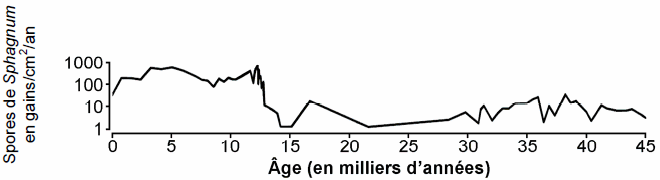 Spores de Sphagnum
en gains/cm²/an
1000
100
10
1
0 5 10 15 20 25 30 35 40 45
Âge (en milliers d'années)